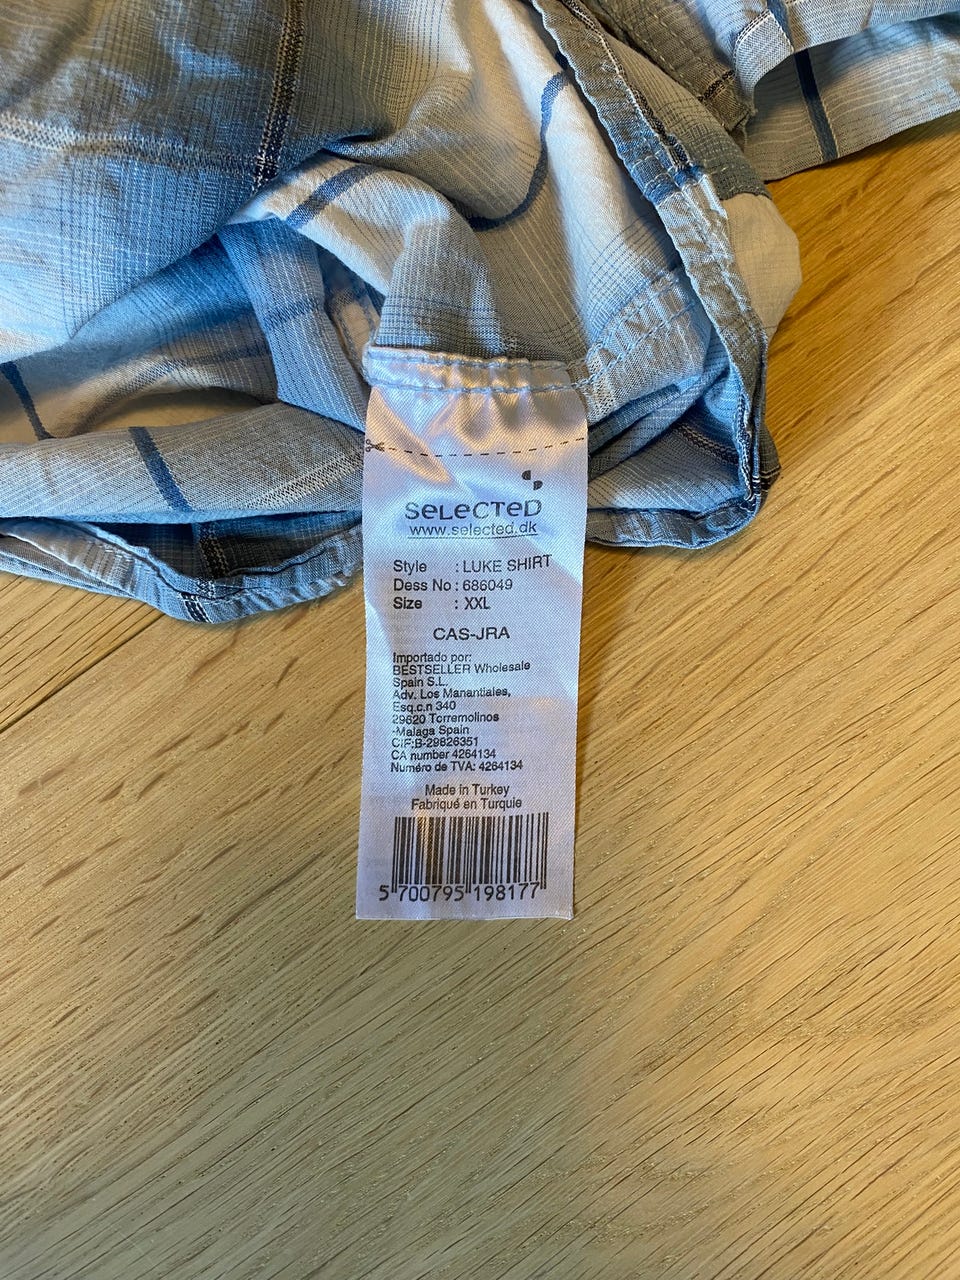 SELECTED
www.selected.dk
Style : LUKE SHIRT
Dess No : 686049
Size : XXL
CAS-JRA
Importado por:
BESTSELLER Wholesale
Spain S.L.
Adv. Los Manantiales,
Esq.c.n 340
29620 Torremolinos
-Malaga Spain
CIF:B-29826351
CA number 4264134
Numéro de TVA: 4264134
Made in Turkey
Fabriqué en Turquie
5 700795 198177